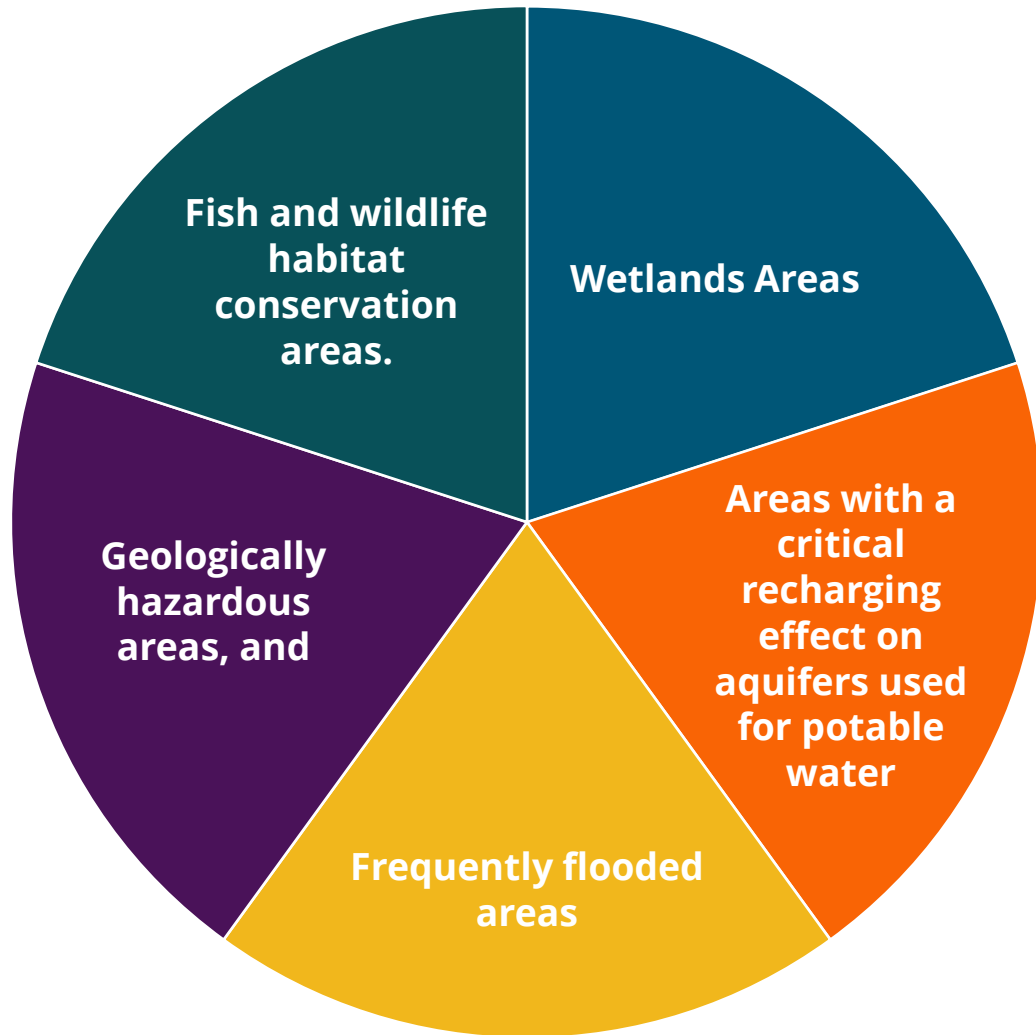 Wetlands Areas
Areas with a
critical
recharging
effect on
aquifers used
for potable
water
Frequently flooded
areas
Geologically
hazardous
areas, and
Fish and wildlife
habitat
conservation
areas.